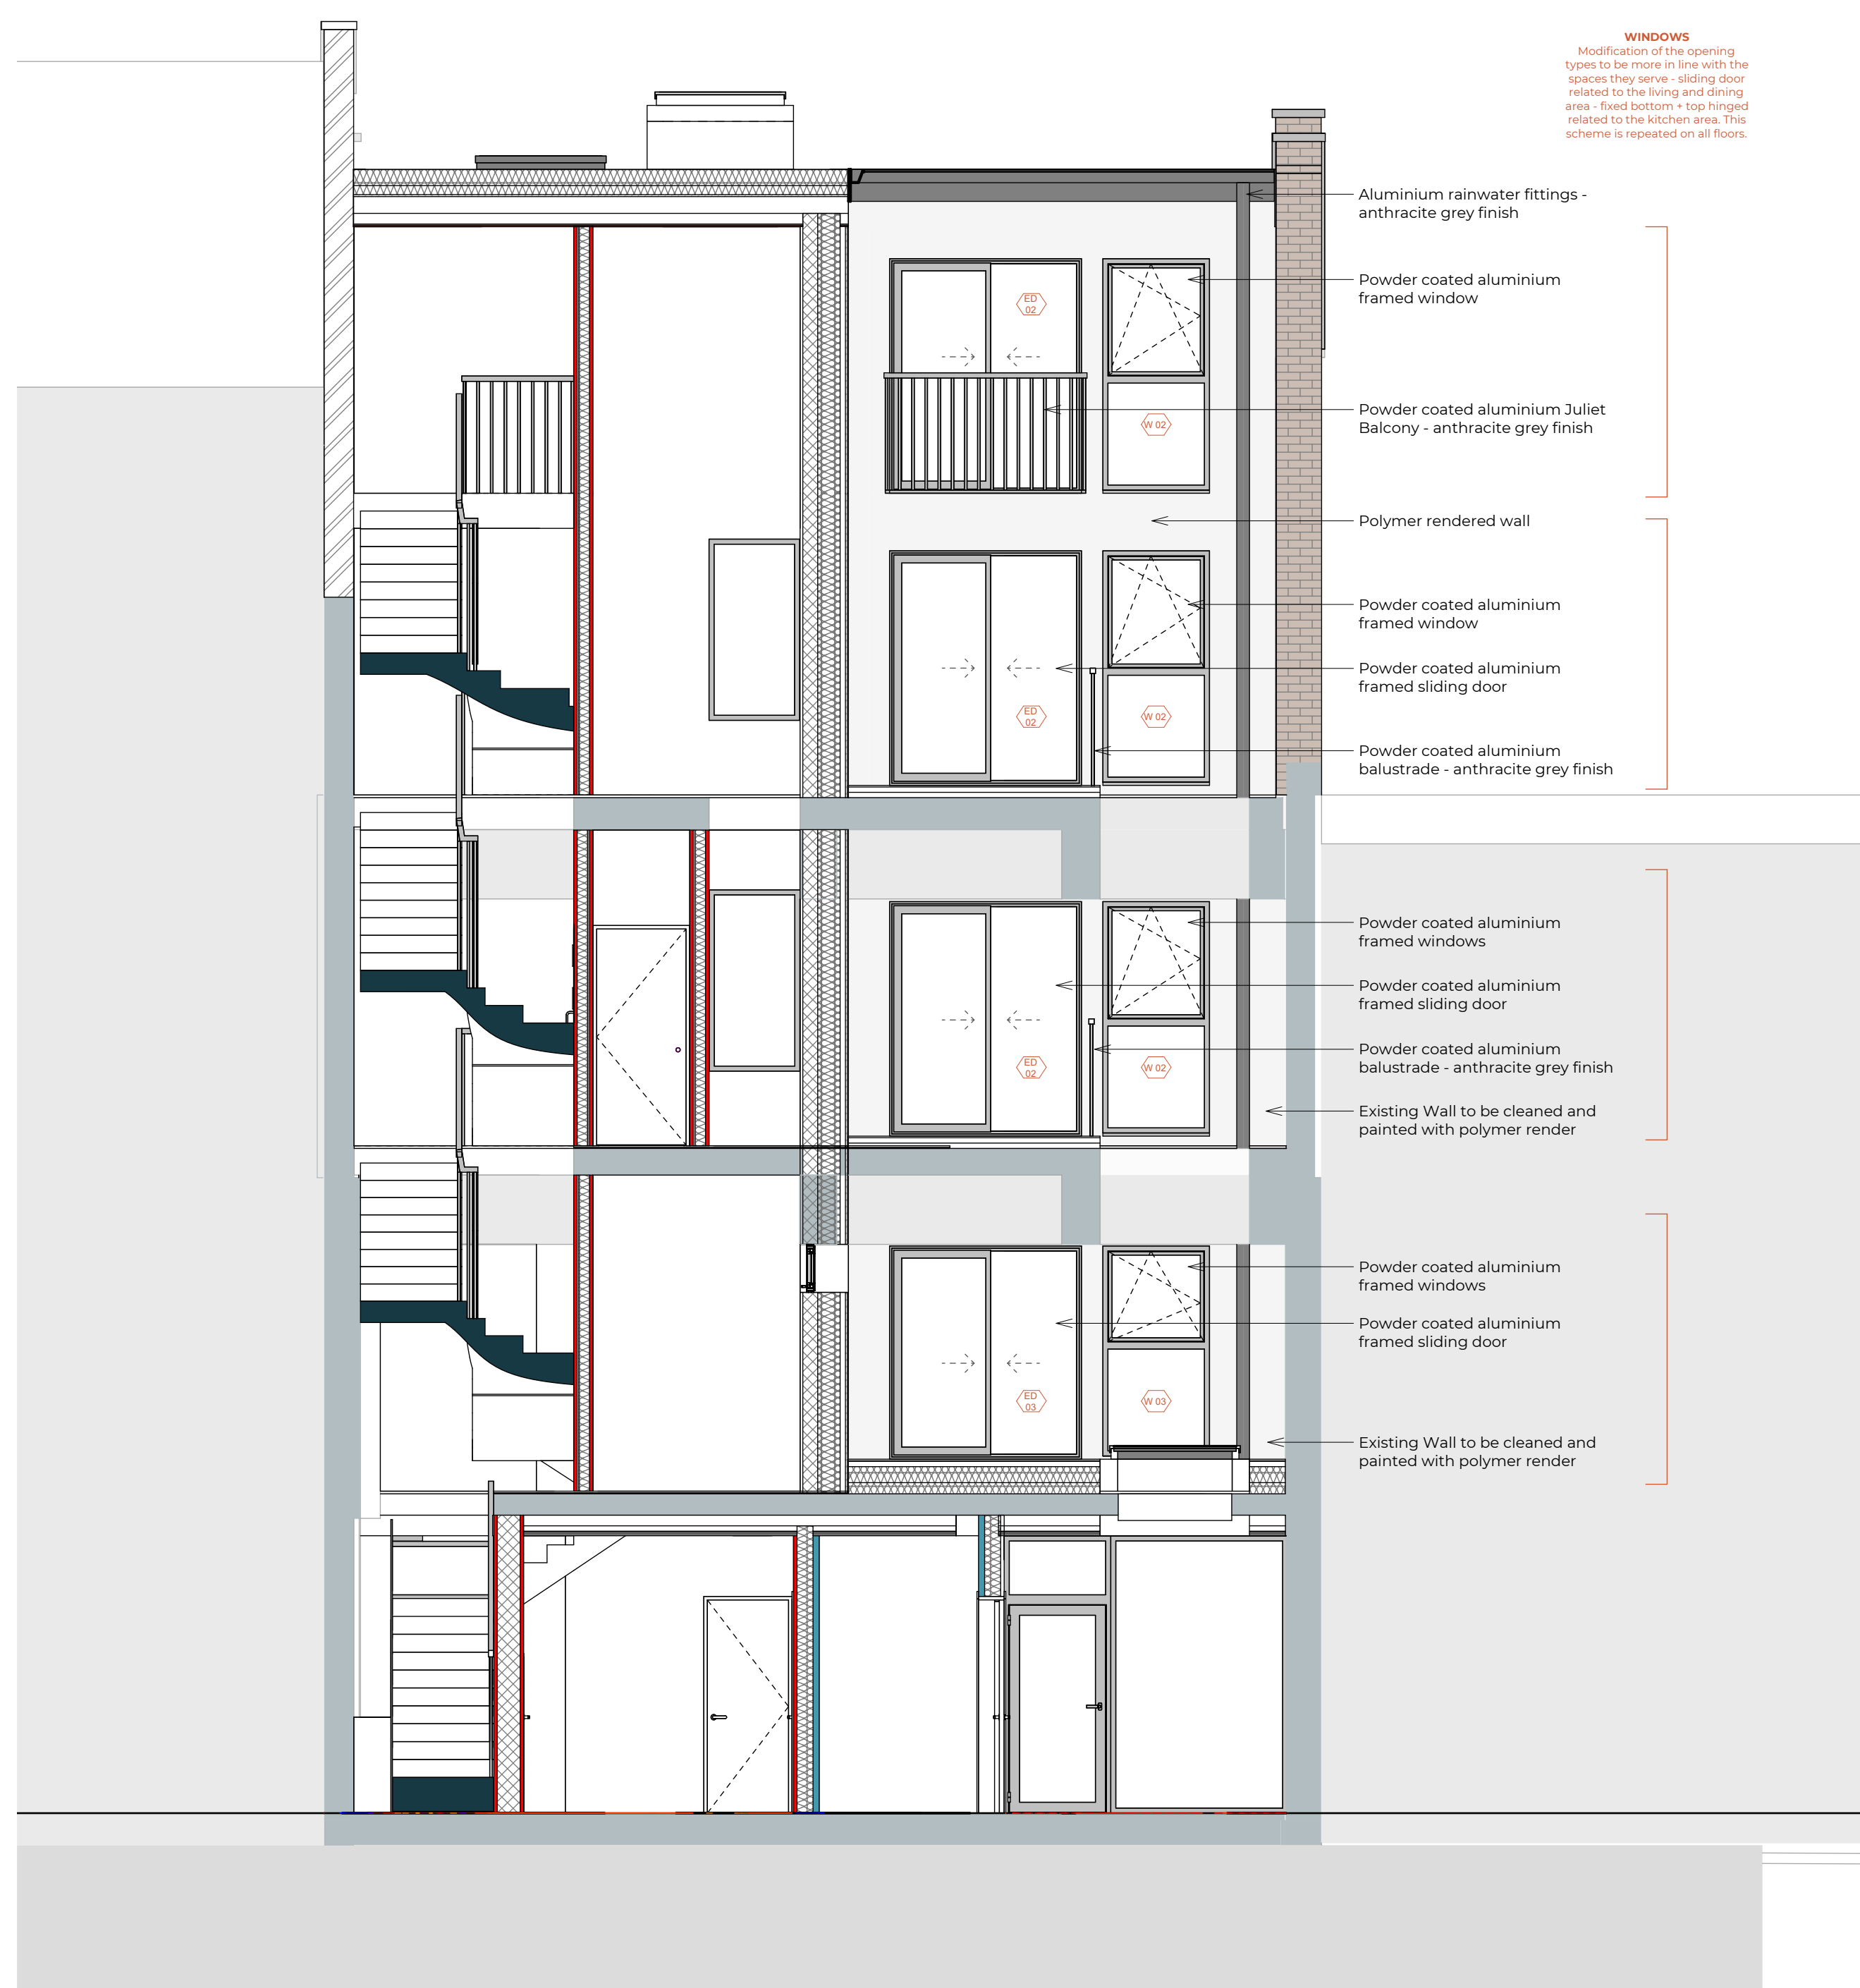 WINDOWS
Modification of the opening
types to be more in line with the
spaces they serve - sliding door
related to the living and dining
area - fixed bottom + top hinged
related to the kitchen area. This
scheme is repeated on all floors.
Aluminium rainwater fittings -
anthracite grey finish
Powder coated aluminium
framed window
ED
02
Powder coated aluminium Juliet
Balcony - anthracite grey finish
W 02
Polymer rendered wall
Powder coated aluminium
framed window
Powder coated aluminium
framed sliding door
ED
02
W 02
Powder coated aluminium
balustrade - anthracite grey finish
Powder coated aluminium
framed windows
Powder coated aluminium
framed sliding door
Powder coated aluminium
balustrade - anthracite grey finish
ED
02
W 02
Existing Wall to be cleaned and
painted with polymer render
Powder coated aluminium
framed windows
Powder coated aluminium
framed sliding door
ED
03
W 03
Existing Wall to be cleaned and
painted with polymer render